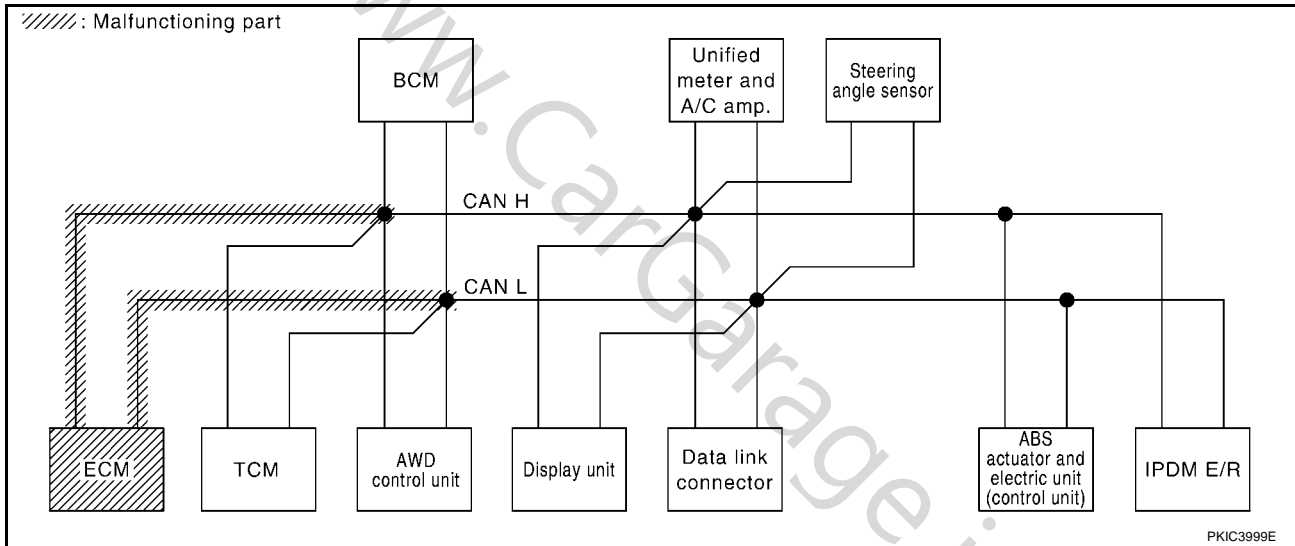 : Malfunctioning part
BCM
Unified
meter and
A/C amp.
Steering
angle sensor
CAN H
CAN L
ECM
TCM
AWD
control unit
Display unit
Data link
connector
ABS
actuator and
electric unit
(control unit)
IPDM E/R
PKIC3999E
www.CarGarage.i